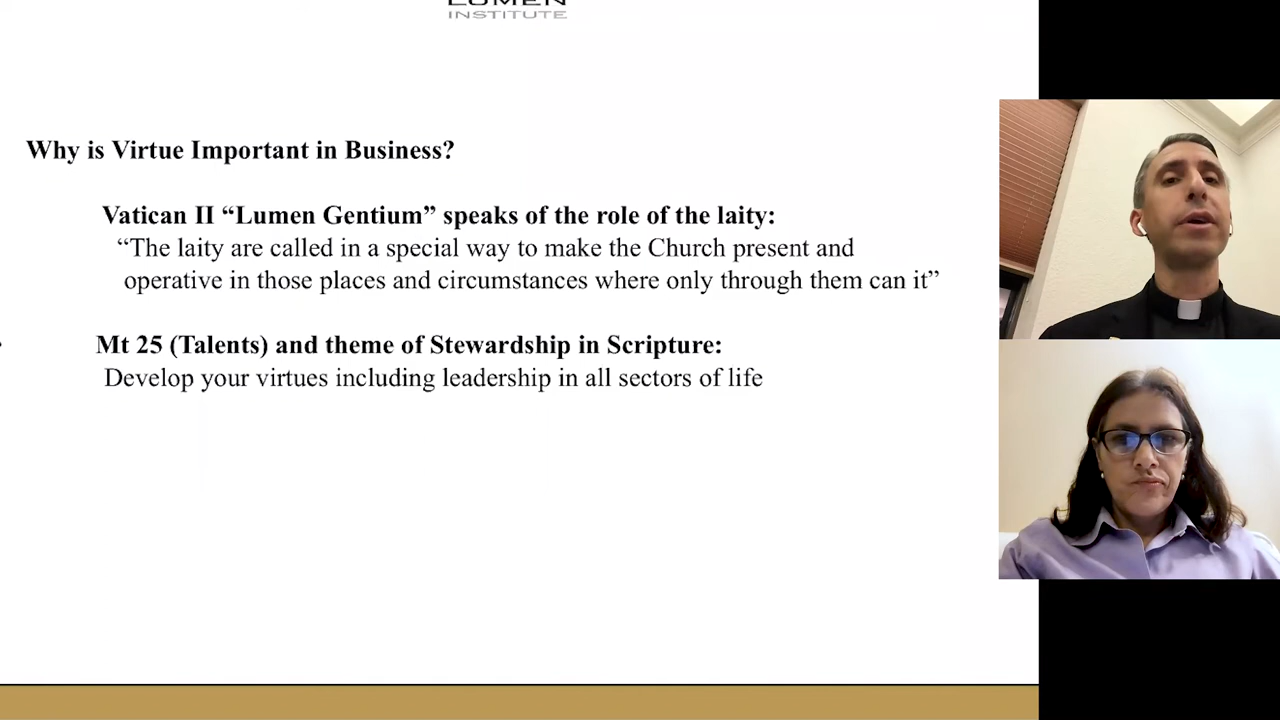 LUMEN
INSTITUTE
Why is Virtue Important in Business?
Vatican II “Lumen Gentium” speaks of the role of the laity:
“The laity are called in a special way to make the Church present and
operative in those places and circumstances where only through them can it”
Mt 25 (Talents) and theme of Stewardship in Scripture:
Develop your virtues including leadership in all sectors of life